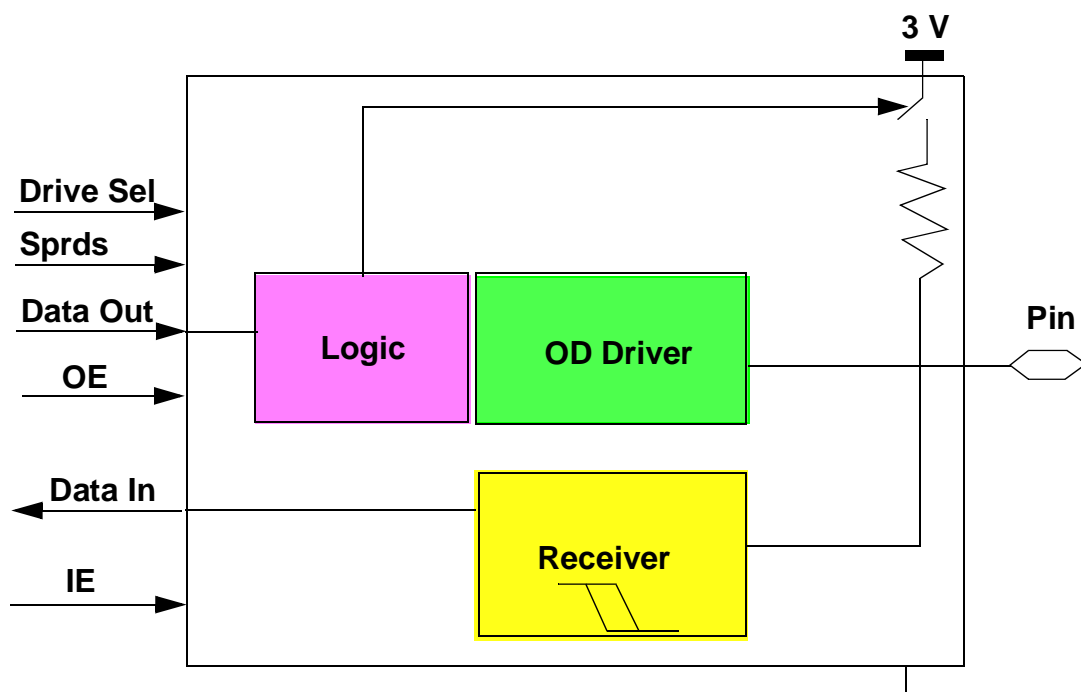 3 V
Drive Sel
Sprds
Data Out
OE
Logic
OD Driver
Pin
Data In
Receiver
IE